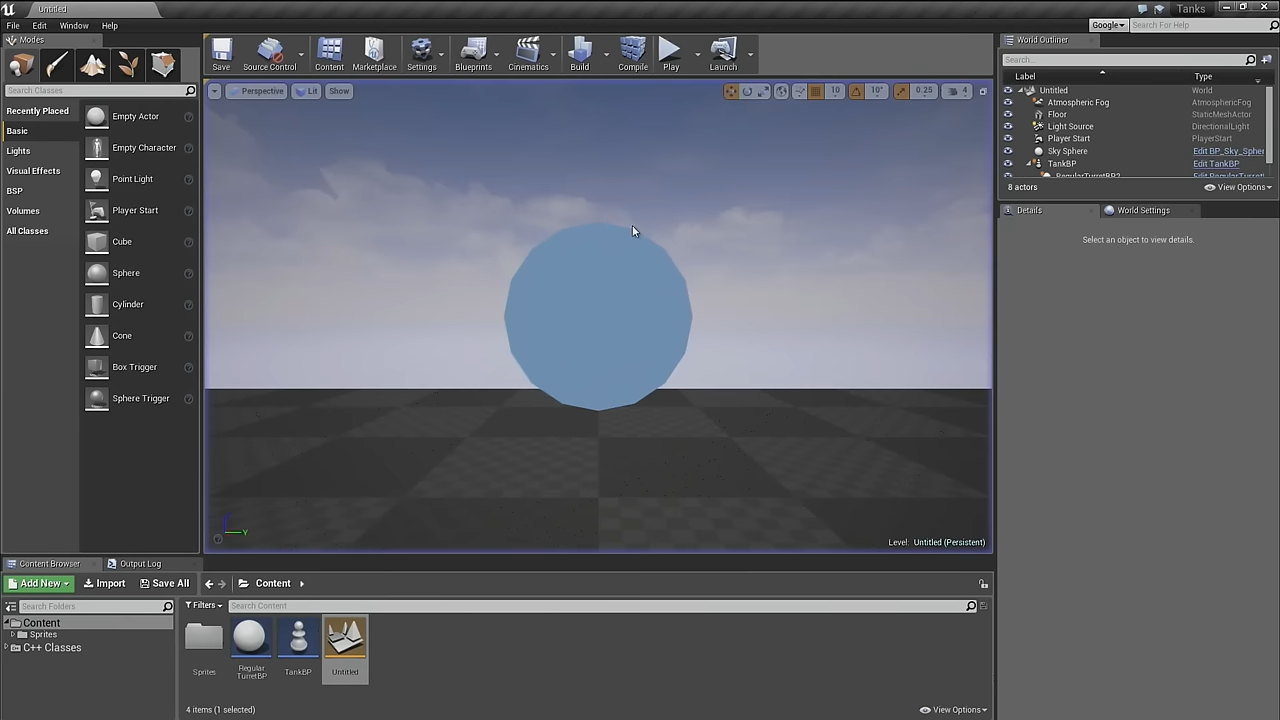 Untitled
Tanks
File Edit Window Help
Google
Search For Help
Modes
Save
Source Control
Content
Marketplace
Settings
Blueprints
Cinematics
Build
Compile
Play
Launch
World Outliner
Search Classes
Search...
Label Type
Recently Placed
Basic
Lights
Visual Effects
BSP
Volumes
All Classes
Empty Actor
Empty Character
Point Light
Player Start
Cube
Sphere
Cylinder
Cone
Box Trigger
Sphere Trigger
Perspective
Lit
Show
10
10°
0.25
4
Untitled World
Atmospheric Fog AtmosphericFog
Floor StaticMeshActor
Light Source DirectionalLight
Player Start PlayerStart
Sky Sphere Edit BP_Sky_Spher
TankBP Edit TankBP
RegularTurretBP2 Edit RegularTurret
8 actors
View Options
Details
World Settings
Select an object to view details.
Y
Level: Untitled (Persistent)
Content Browser
Output Log
Add New
Import
Save All
Content
Search Folders
Filters
Search Content
Content
Sprites
C++ Classes
Sprites
Regular
TurretBP
TankBP
Untitled
4 items (1 selected)
View Options